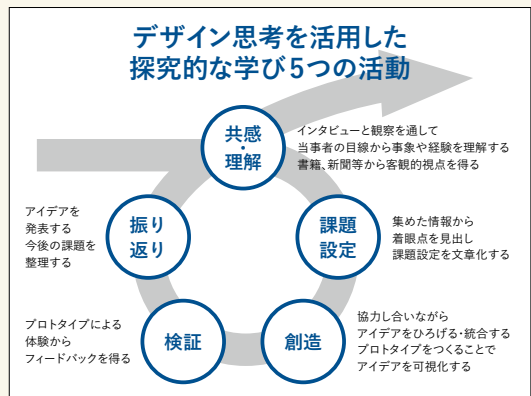 デザイン思考を活用した
探究的な学び5つの活動
共感
・
理解
インタビューと観察を通して
当事者の目線から事象や経験を理解する
書籍、新聞等から客観的視点を得る
課題
設定
集めた情報から
着眼点を見出し
課題設定を文章化する
創造
協力し合いながら
アイデアをひろげる・統合する
プロトタイプをつくることで
アイデアを可視化する
検証
プロトタイプによる
体験から
フィードバックを得る
振り
返り
アイデアを
発表する
今後の課題を
整理する